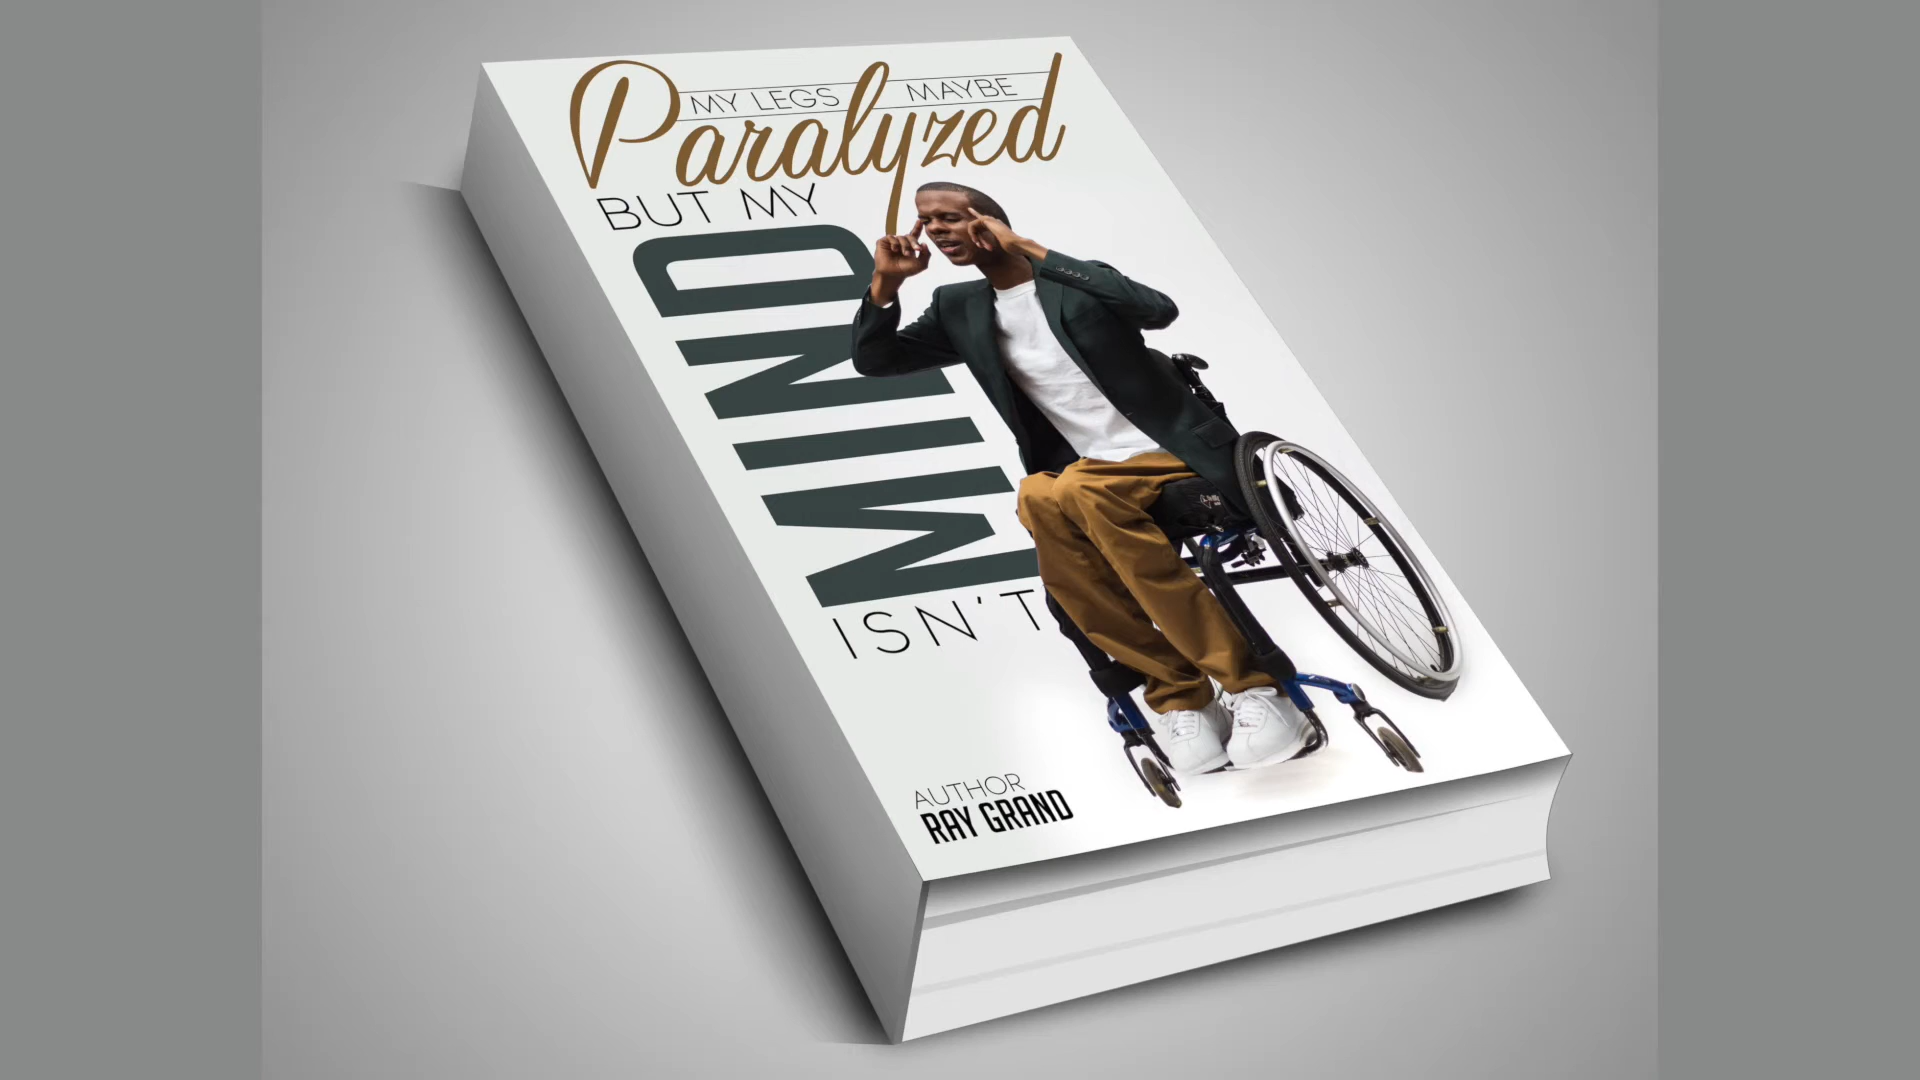 MY LEGS MAYBE
Paralyzed
BUT MY
MIND
ISN'T
AUTHOR
RAY GRAND